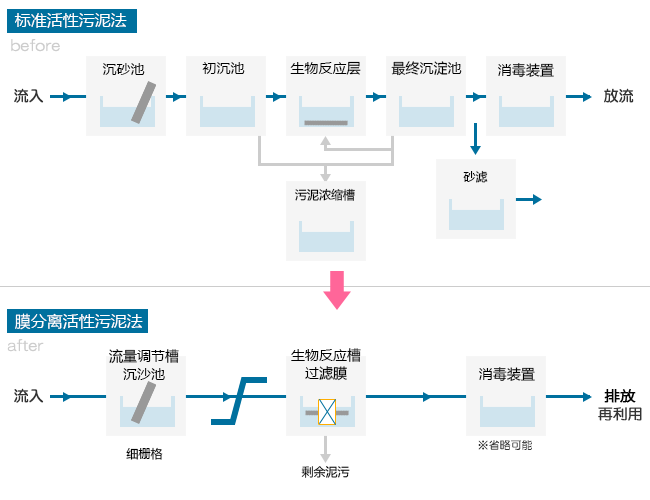 标准活性污泥法
before
流入
沉砂池
初沉池
生物反应层
最终沉淀池
消毒装置
放流
砂滤
污泥浓缩槽
膜分离活性污泥法
after
流入
流量调节槽
沉沙池
细栅格
生物反应槽
过滤膜
剩余泥污
消毒装置
※省略可能
排放
再利用